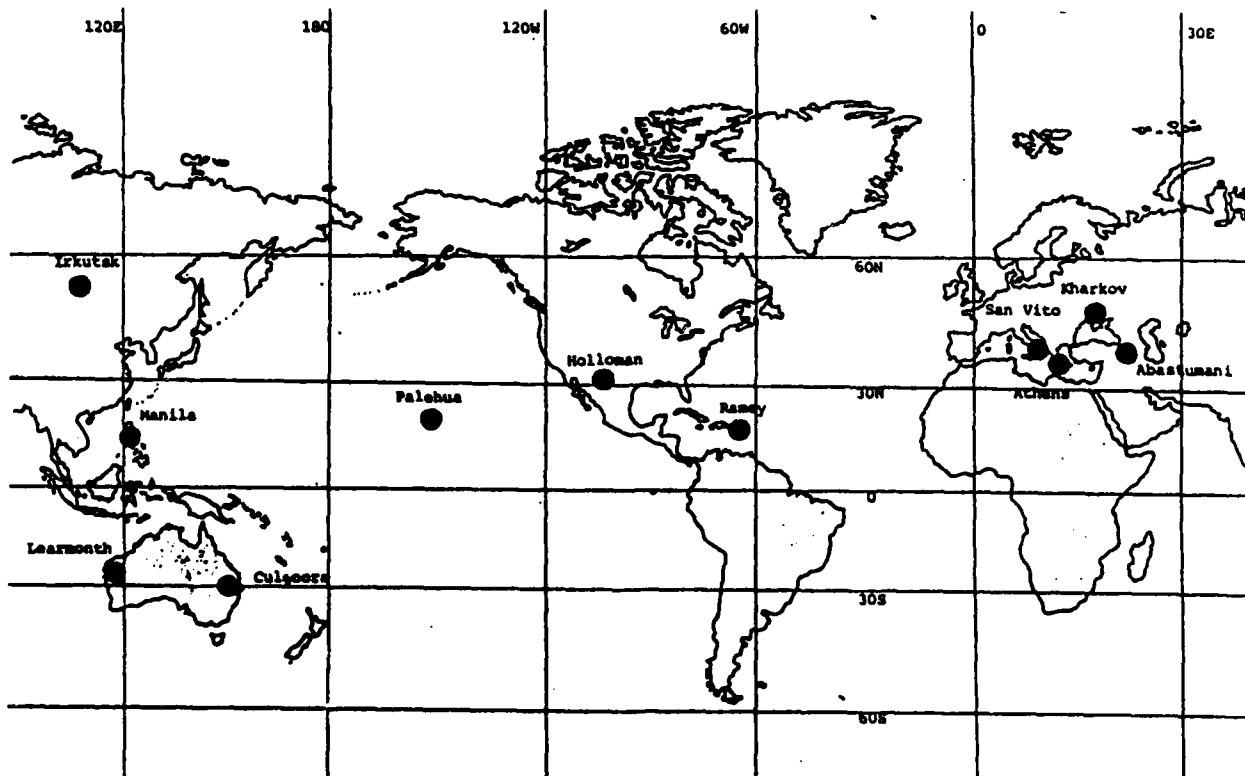 120E 180 120W 60W 0 30E
60N
Irkutsk
Kharkov
San Vito
Holloman
Abastumani
Athens
30N
Palehua
Ramey
Manila
0
Learmonth
30S
60S